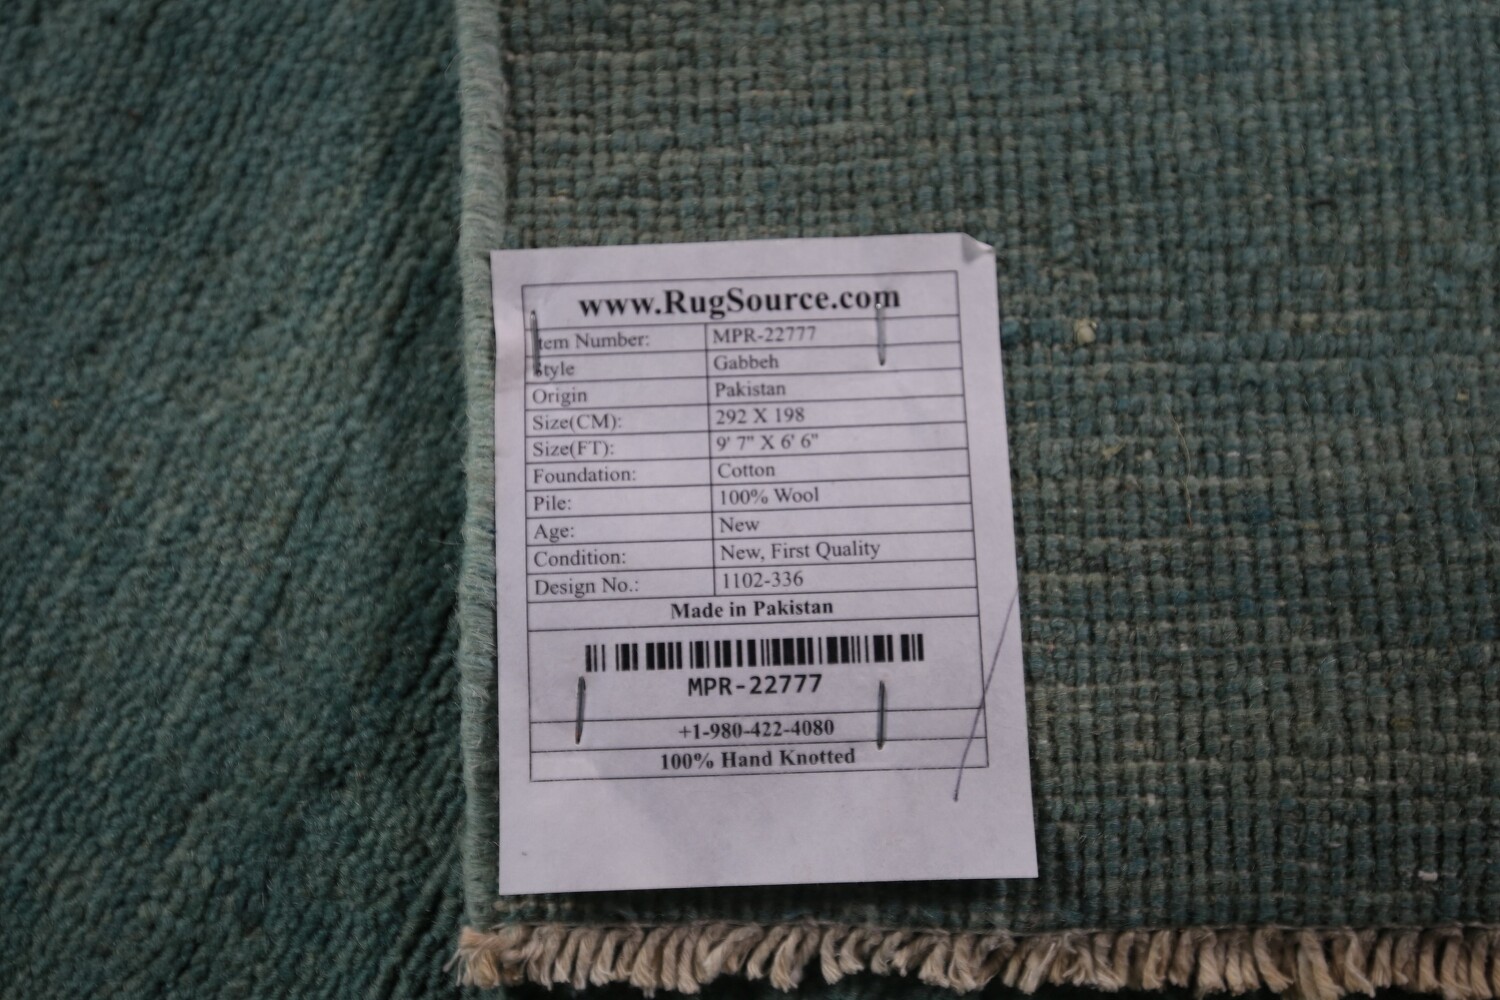 www.RugSource.com
Item Number: MPR-22777
Style Gabbeh
Origin Pakistan
Size(CM): 292 X 198
Size(FT): 9' 7" X 6' 6"
Foundation: Cotton
Pile: 100% Wool
Age: New
Condition: New, First Quality
Design No.: 1102-336
Made in Pakistan
MPR-22777
+1-980-422-4080
100% Hand Knotted